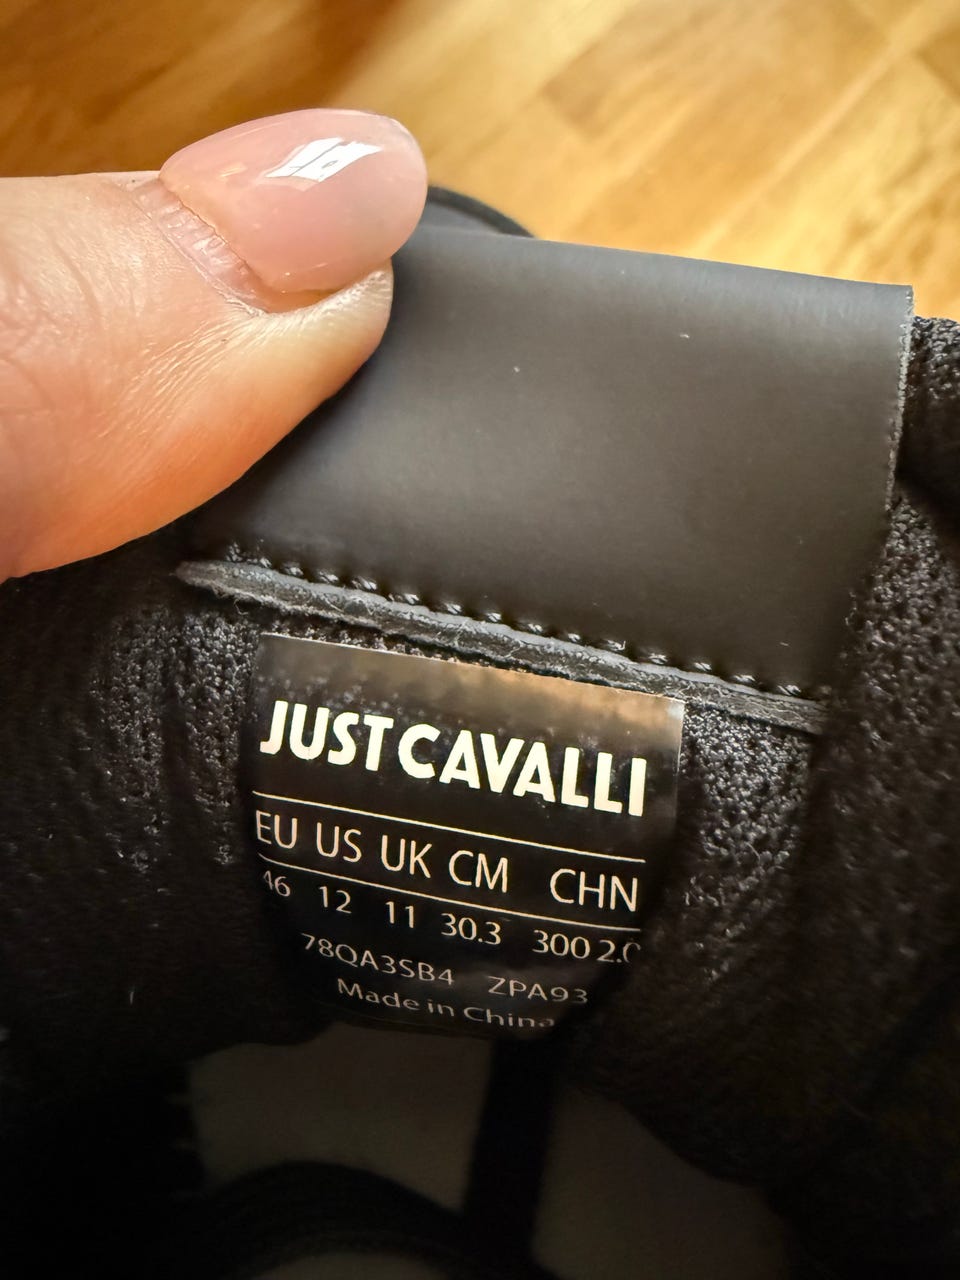 JUST CAVALLI
EU US UK CM CHN
46 12 11 30.3 300 2.0
78QA3SB4 ZPA93
Made in China